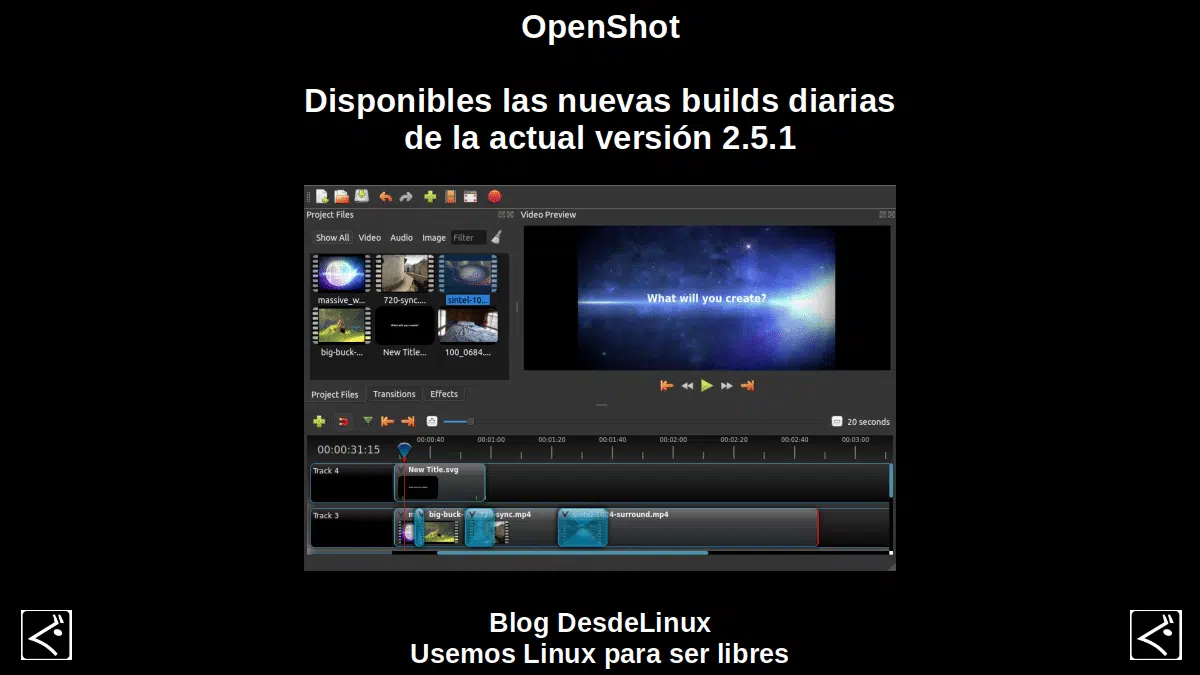 OpenShot
Disponibles las nuevas builds diarias
de la actual versión 2.5.1
Project Files
Video Preview
Show All Video Audio Image Filter
massive_w... 720-sync.... sintel-10...
What will you create?
big-buck-... New Title... 100_0684....
Project Files Transitions Effects
20 seconds
00:00:31:15
00:00:40 00:01:00 00:01:20 00:01:40 00:02:00 00:02:20 00:02:40 00:03:00
Track 4
New Title.svg
Track 3
big-buck- -sync.mp4 -surround.mp4
Blog DesdeLinux
Usemos Linux para ser libres